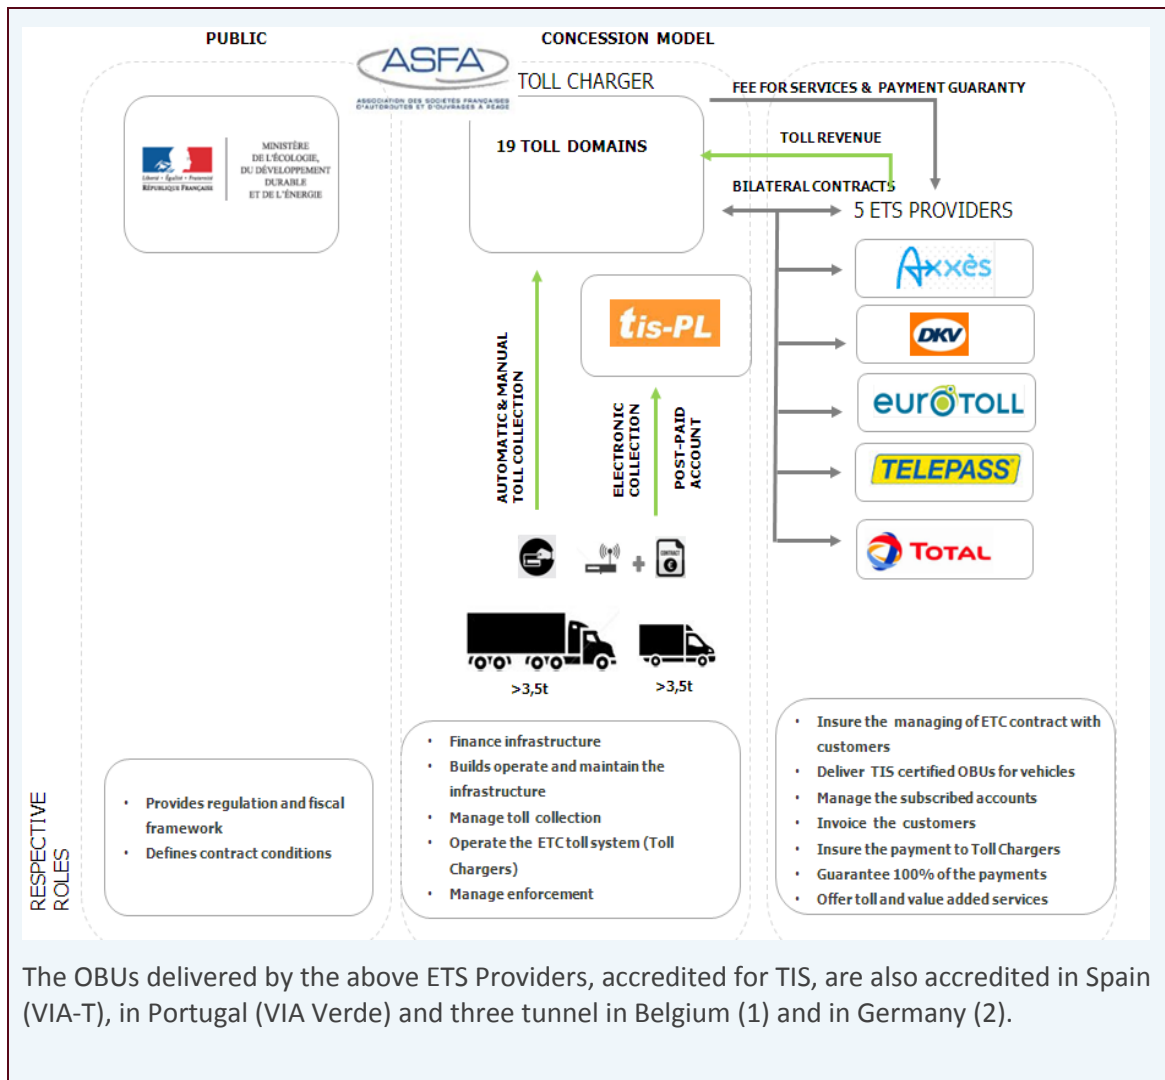 PUBLIC
CONCESSION MODEL
ASFA
ASSOCIATION DES SOCIÉTÉS FRANÇAISES
D'AUTOROUTES ET D'OUVRAGES A PEAGE
TOLL CHARGER
FEE FOR SERVICES & PAYMENT GUARANTY
19 TOLL DOMAINS
TOLL REVENUE
BILATERAL CONTRACTS
5 ETS PROVIDERS
Liberté • Égalité • Fraternité
RÉPUBLIQUE FRANÇAISE
MINISTÈRE
DE L'ÉCOLOGIE,
DU DÉVELOPPEMENT
DURABLE
ET DE L'ÉNERGIE
Axxès
tis-PL
DKV
eurOTOLL
TELEPASS
TOTAL
AUTOMATIC & MANUAL
TOLL COLLECTION
ELECTRONIC
COLLECTION
POST-PAID
ACCOUNT
+
CONTRACT
€
>3,5t
>3,5t
RESPECTIVE
ROLES
• Provides regulation and fiscal
framework
• Defines contract conditions
• Finance infrastructure
• Builds operate and maintain the
infrastructure
• Manage toll collection
• Operate the ETC toll system (Toll
Chargers)
• Manage enforcement
• Insure the managing of ETC contract with
customers
• Deliver TIS certified OBUs for vehicles
• Manage the subscribed accounts
• Invoice the customers
• Insure the payment to Toll Chargers
• Guarantee 100% of the payments
• Offer toll and value added services
The OBUs delivered by the above ETS Providers, accredited for TIS, are also accredited in Spain
(VIA-T), in Portugal (VIA Verde) and three tunnel in Belgium (1) and in Germany (2).